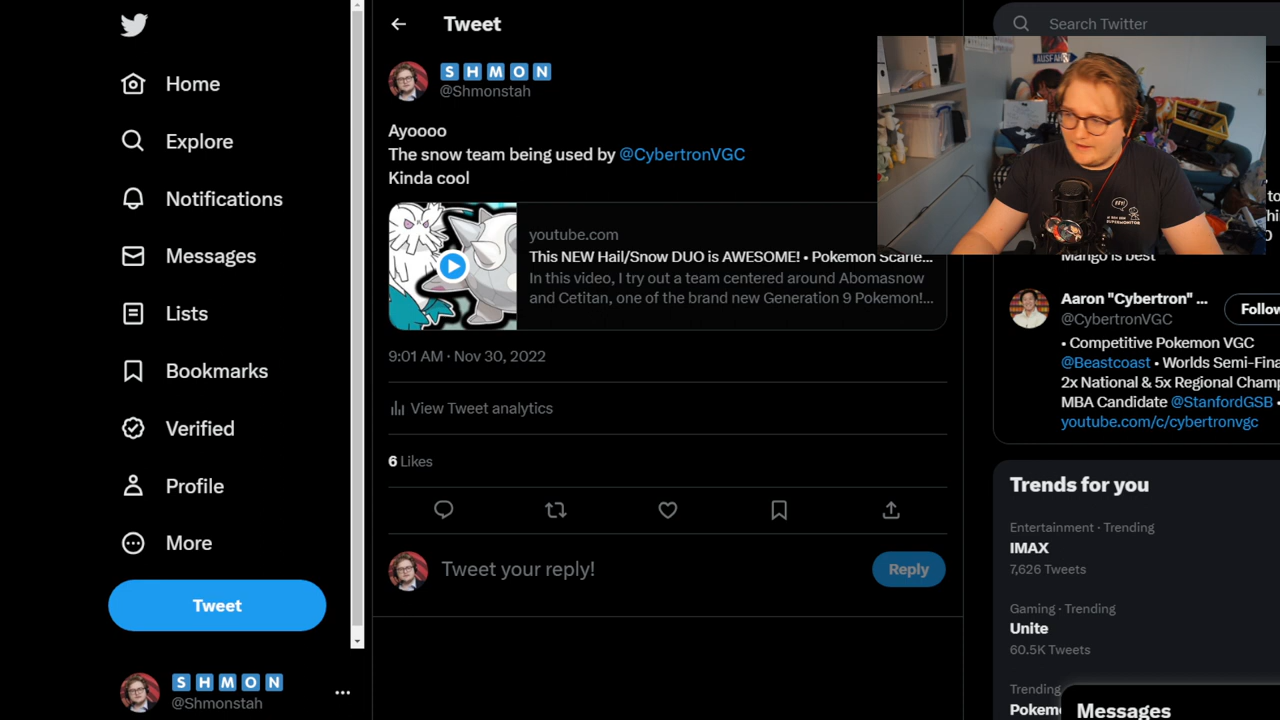 Home
Explore
Notifications
Messages
Lists
Bookmarks
Verified
Profile
More
Tweet
SHMON
@Shmonstah
Tweet
SHMON
@Shmonstah
Ayoooo
The snow team being used by @CybertronVGC
Kinda cool
youtube.com
This NEW Hail/Snow DUO is AWESOME! • Pokemon Scarle...
In this video, I try out a team centered around Abomasnow
and Cetitan, one of the brand new Generation 9 Pokemon!...
9:01 AM · Nov 30, 2022
View Tweet analytics
6 Likes
Tweet your reply!
Reply
Search Twitter
AUSFAH
HEY!
Mango is best
Aaron "Cybertron" ...
@CybertronVGC
Follow
• Competitive Pokemon VGC
@Beastcoast • Worlds Semi-Fina
2x National & 5x Regional Champ
MBA Candidate @StanfordGSB •
youtube.com/c/cybertronvgc
Trends for you
Entertainment · Trending
IMAX
7,626 Tweets
Gaming · Trending
Unite
60.5K Tweets
Trending
Pokem
Messages